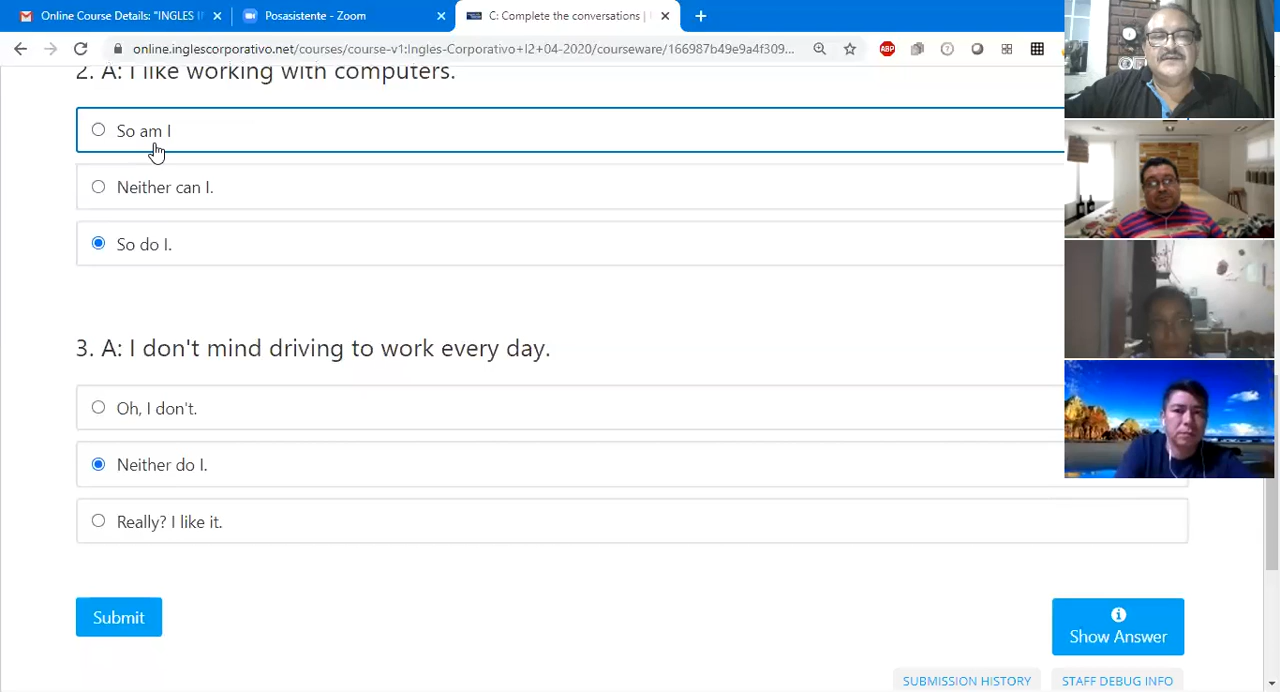 Online Course Details: "INGLES I
Posasistente - Zoom
C: Complete the conversations |
online.inglescorporativo.net/courses/course-v1:Ingles-Corporativo+I2+04-2020/courseware/166987b49e9a4f309...
ABP
2. A: I like working with computers.
So am I
Neither can I.
So do I.
3. A: I don't mind driving to work every day.
Oh, I don't.
Neither do I.
Really? I like it.
Submit
Show Answer
SUBMISSION HISTORY
STAFF DEBUG INFO